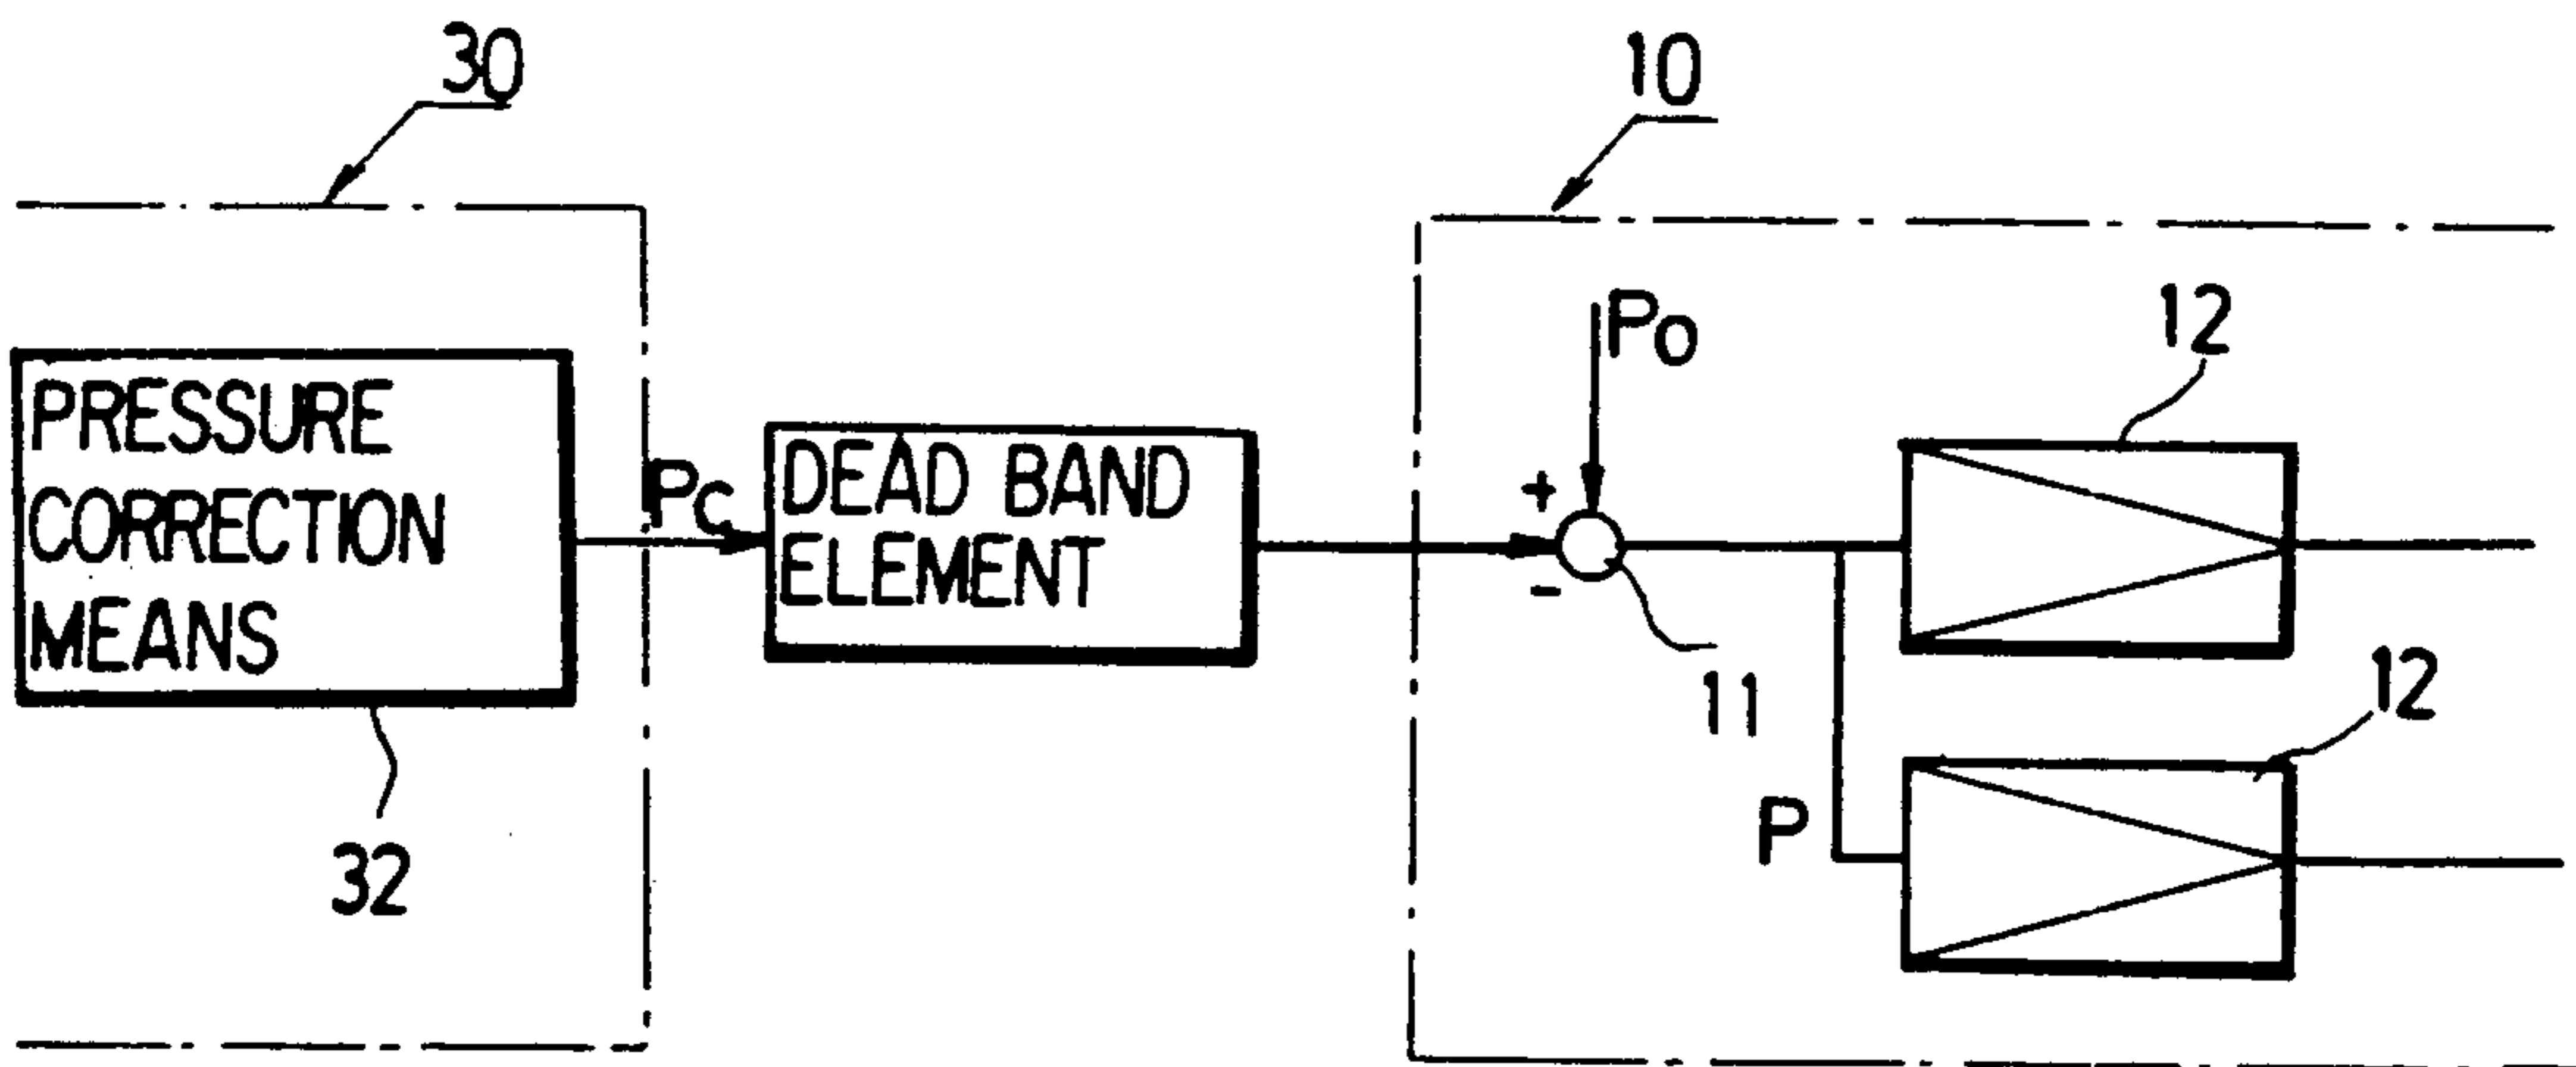 30
10
PRESSURE
CORRECTION
MEANS
32
Pc
DEAD BAND
ELEMENT
Po
+
-
11
12
P
12